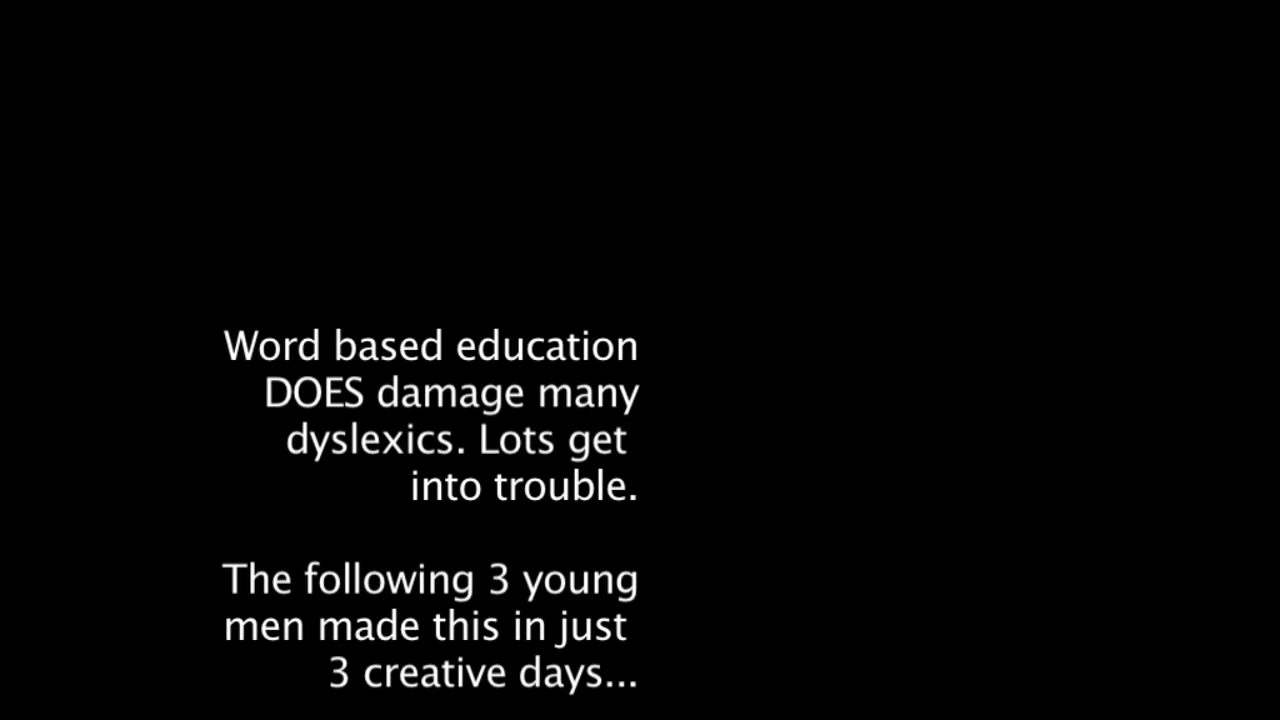 Word based education
DOES damage many
dyslexics. Lots get
into trouble.
The following 3 young
men made this in just
3 creative days...